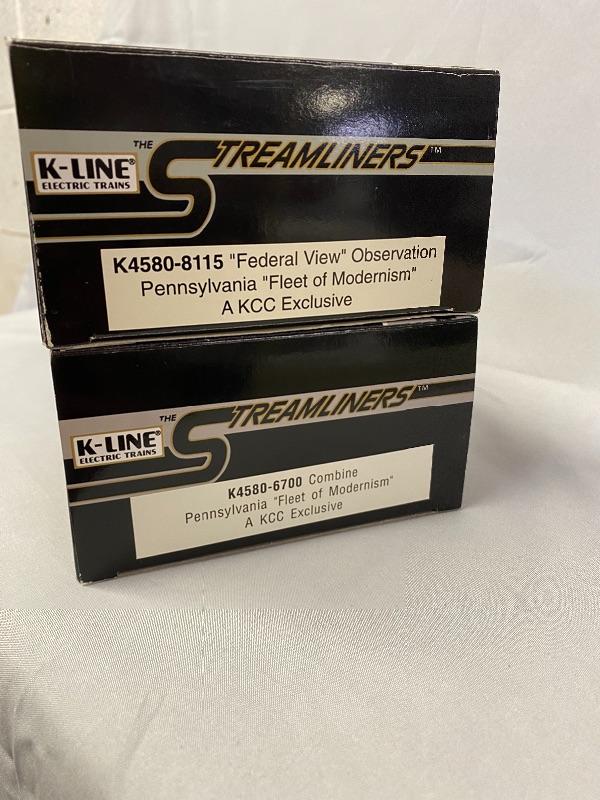 THE STREAMLINERS™
K-LINE®
ELECTRIC TRAINS
K4580-8115 "Federal View" Observation
Pennsylvania "Fleet of Modernism"
A KCC Exclusive
THE STREAMLINERS™
K-LINE®
ELECTRIC TRAINS
K4580-6700 Combine
Pennsylvania "Fleet of Modernism"
A KCC Exclusive